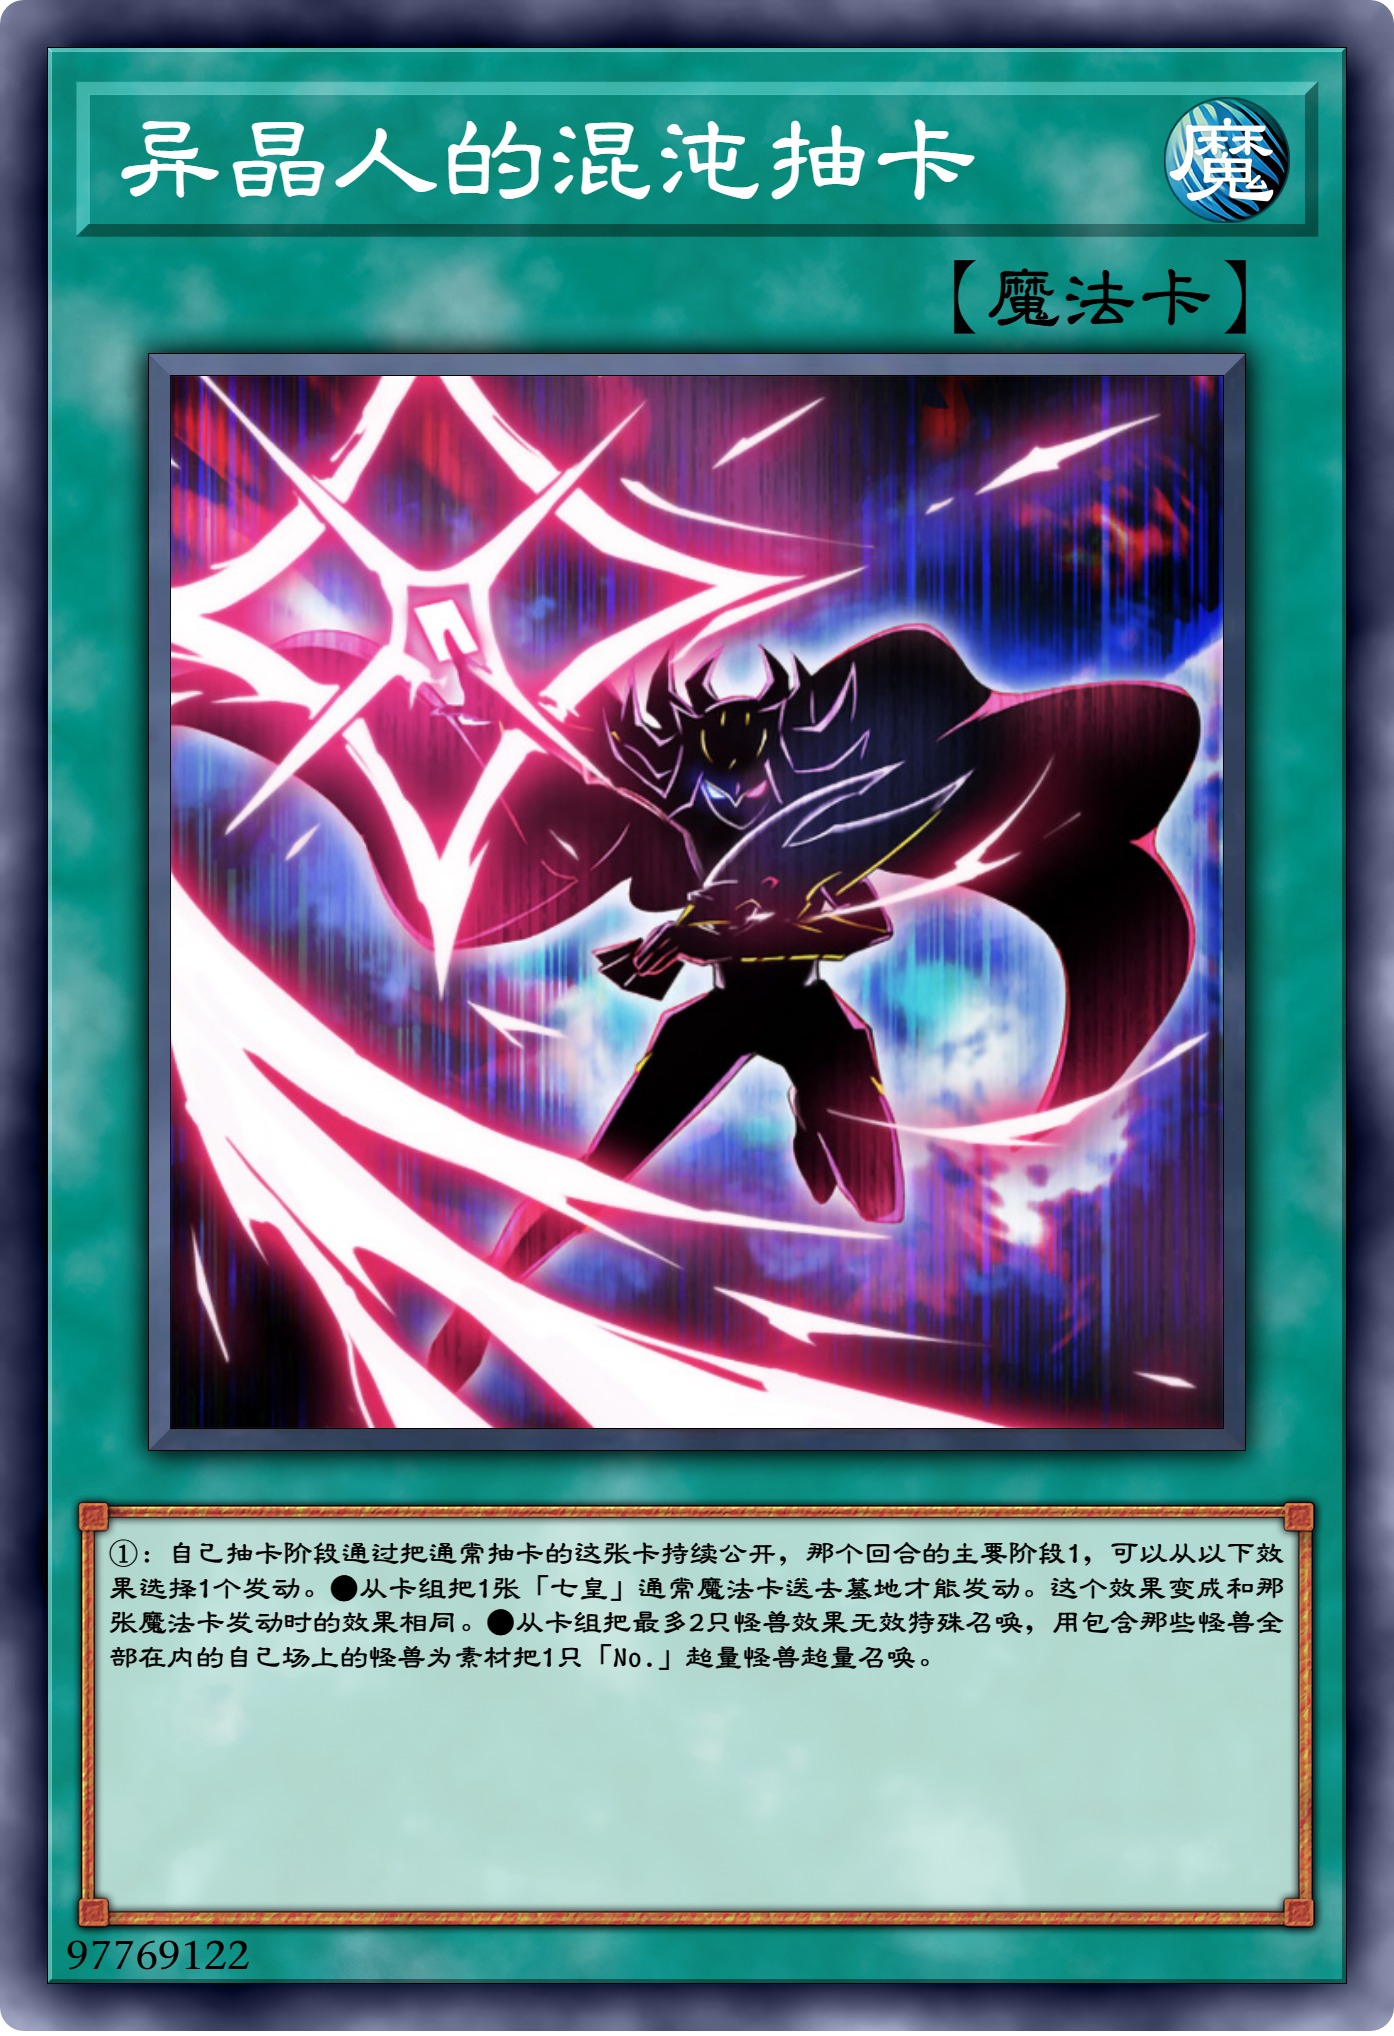 异晶人的混沌抽卡
魔
【魔法卡】
①：自己抽卡阶段通过把通常抽卡的这张卡持续公开，那个回合的主要阶段1，可以从以下效
果选择1个发动。●从卡组把1张「七皇」通常魔法卡送去墓地才能发动。这个效果变成和那
张魔法卡发动时的效果相同。●从卡组把最多2只怪兽效果无效特殊召唤，用包含那些怪兽全
部在内的自己场上的怪兽为素材把1只「No.」超量怪兽超量召唤。
97769122